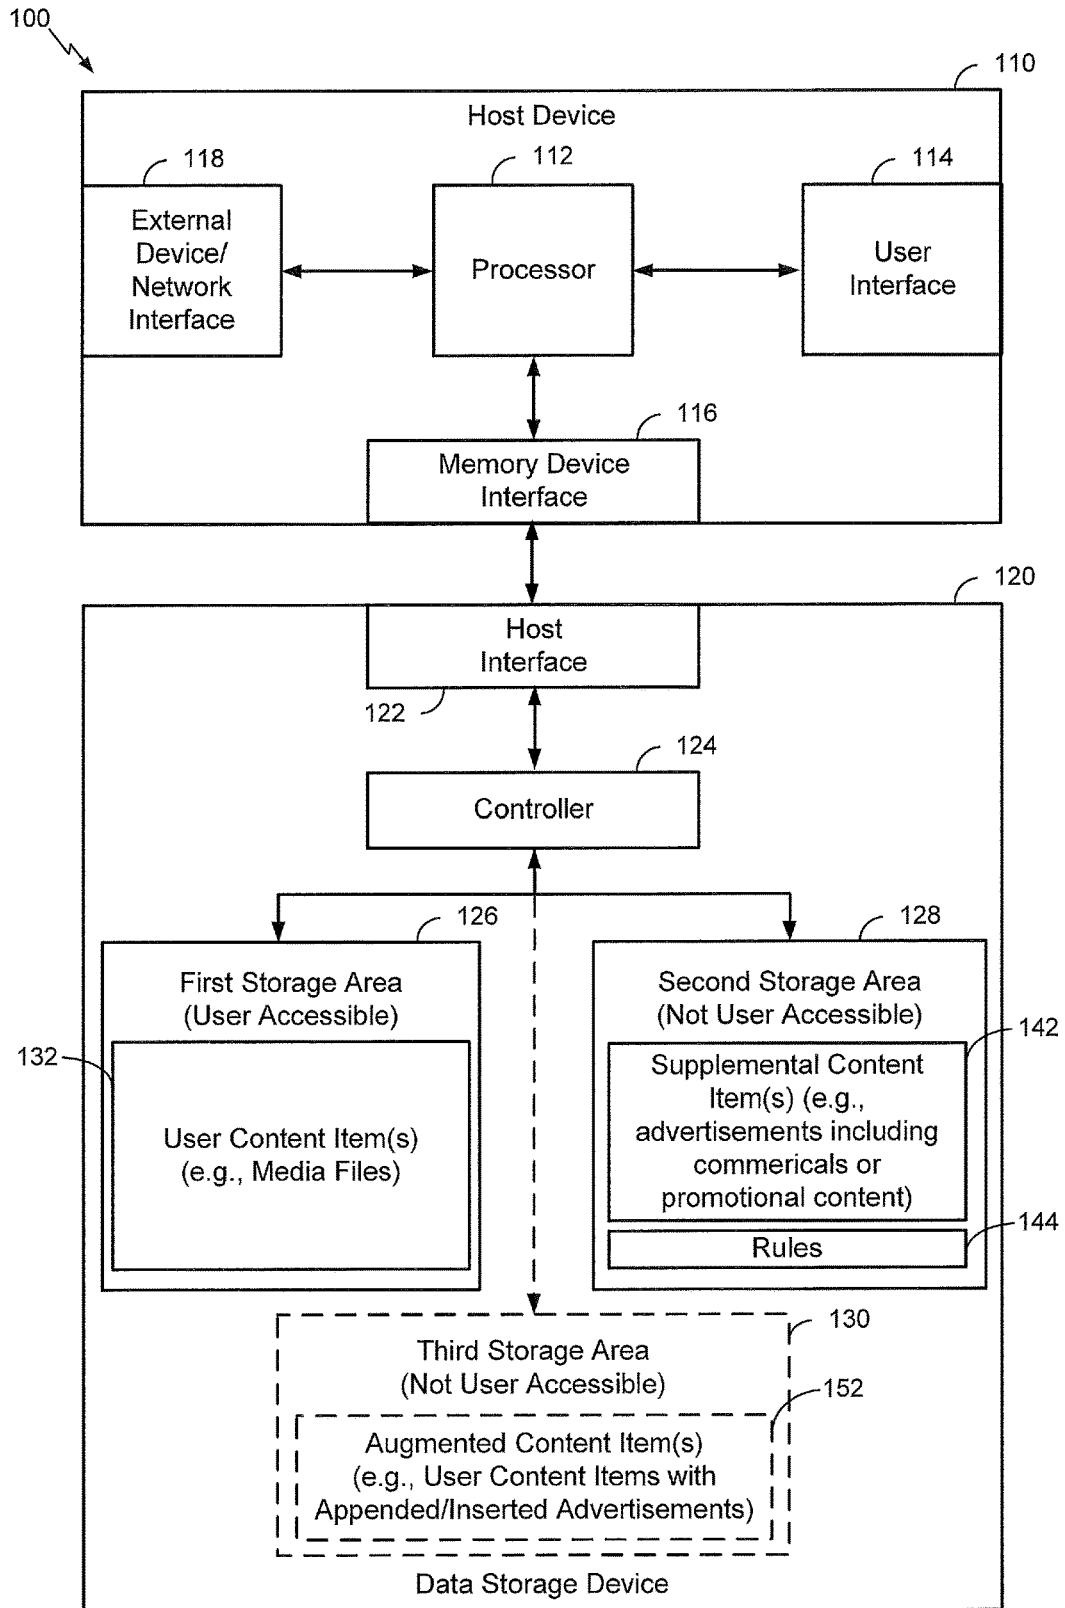 100
110
Host Device
118
112
114
External
Device/
Network
Interface
Processor
User
Interface
116
Memory Device
Interface
120
Host
Interface
122
124
Controller
126
128
First Storage Area
(User Accessible)
Second Storage Area
(Not User Accessible)
132
142
User Content Item(s)
(e.g., Media Files)
Supplemental Content
Item(s) (e.g.,
advertisements including
commericals or
promotional content)
144
Rules
130
Third Storage Area
(Not User Accessible)
152
Augmented Content Item(s)
(e.g., User Content Items with
Appended/Inserted Advertisements)
Data Storage Device